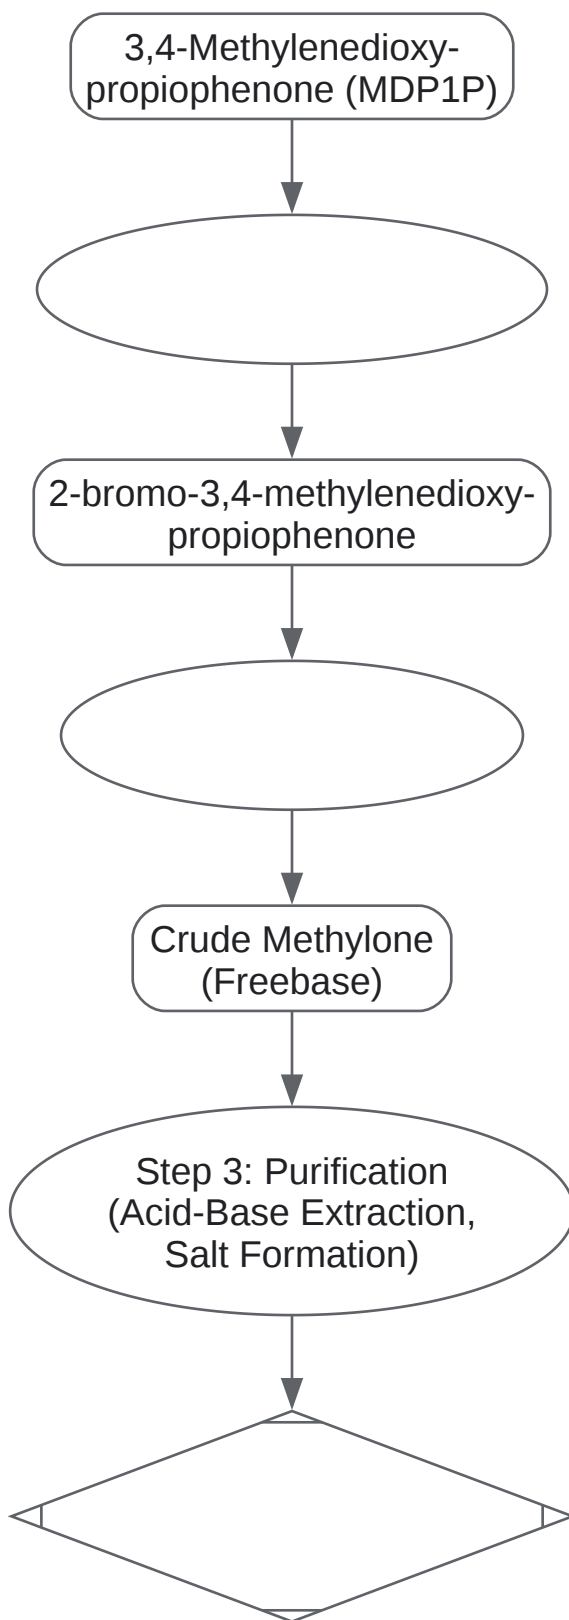 3,4-Methylenedioxy-
propiophenone (MDP1P)
2-bromo-3,4-methylenedioxy-
propiophenone
Crude Methylone
(Freebase)
Step 3: Purification
(Acid-Base Extraction,
Salt Formation)